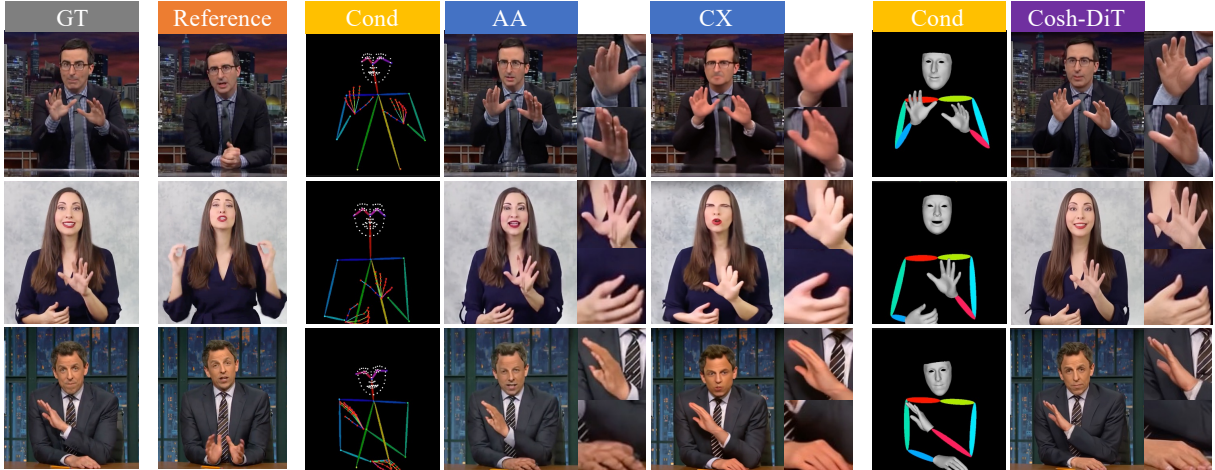 GT
Reference
Cond
AA
CX
Cond
Cosh-DiT